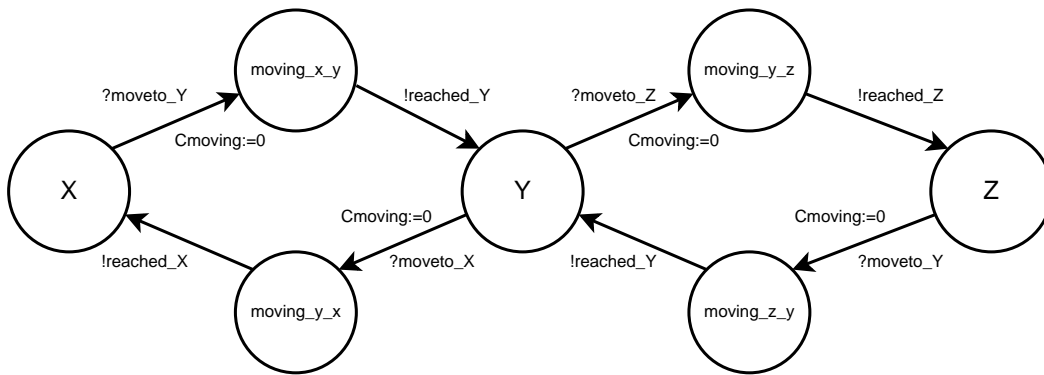 moving_x_y
moving_y_z
?moveto_Y
!reached_Y
?moveto_Z
!reached_Z
Cmoving:=0
Cmoving:=0
X
Y
Z
Cmoving:=0
Cmoving:=0
!reached_X
?moveto_X
!reached_Y
?moveto_Y
moving_y_x
moving_z_y